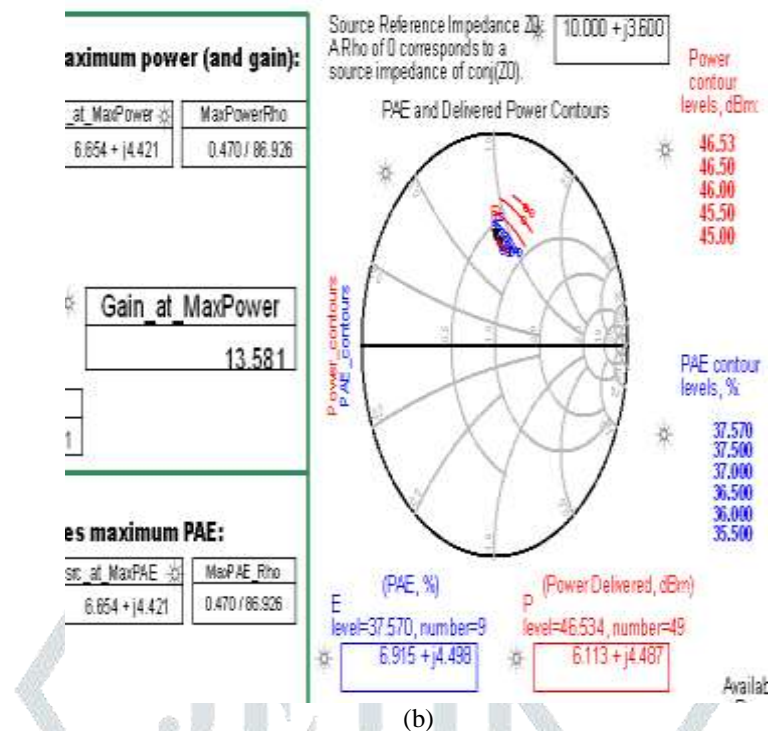 aximum power (and gain):
_at_MaxPower
MaxPowerRho
6.654 + j4.421
0.470 / 86.926
Gain_at_MaxPower
13.581
1
es maximum PAE:
src_at_MaxPAE
MaxPAE_Rho
6.654 + j4.421
0.470 / 86.926
Source Reference Impedance Z0
A Rho of 0 corresponds to a
source impedance of conj(Z0).
10.000 + j3.600
PAE and Delivered Power Contours
Power_contours
PAE_contours
Power
contour
levels, dBm:
46.53
46.50
46.00
45.50
45.00
PAE contour
levels, %:
37.570
37.500
37.000
36.500
36.000
35.500
(PAE, %)
E
level=37.570, number=9
6.915 + j4.498
(Power Delivered, dBm)
P
level=46.534, number=49
6.113 + j4.487
Availab
(b)